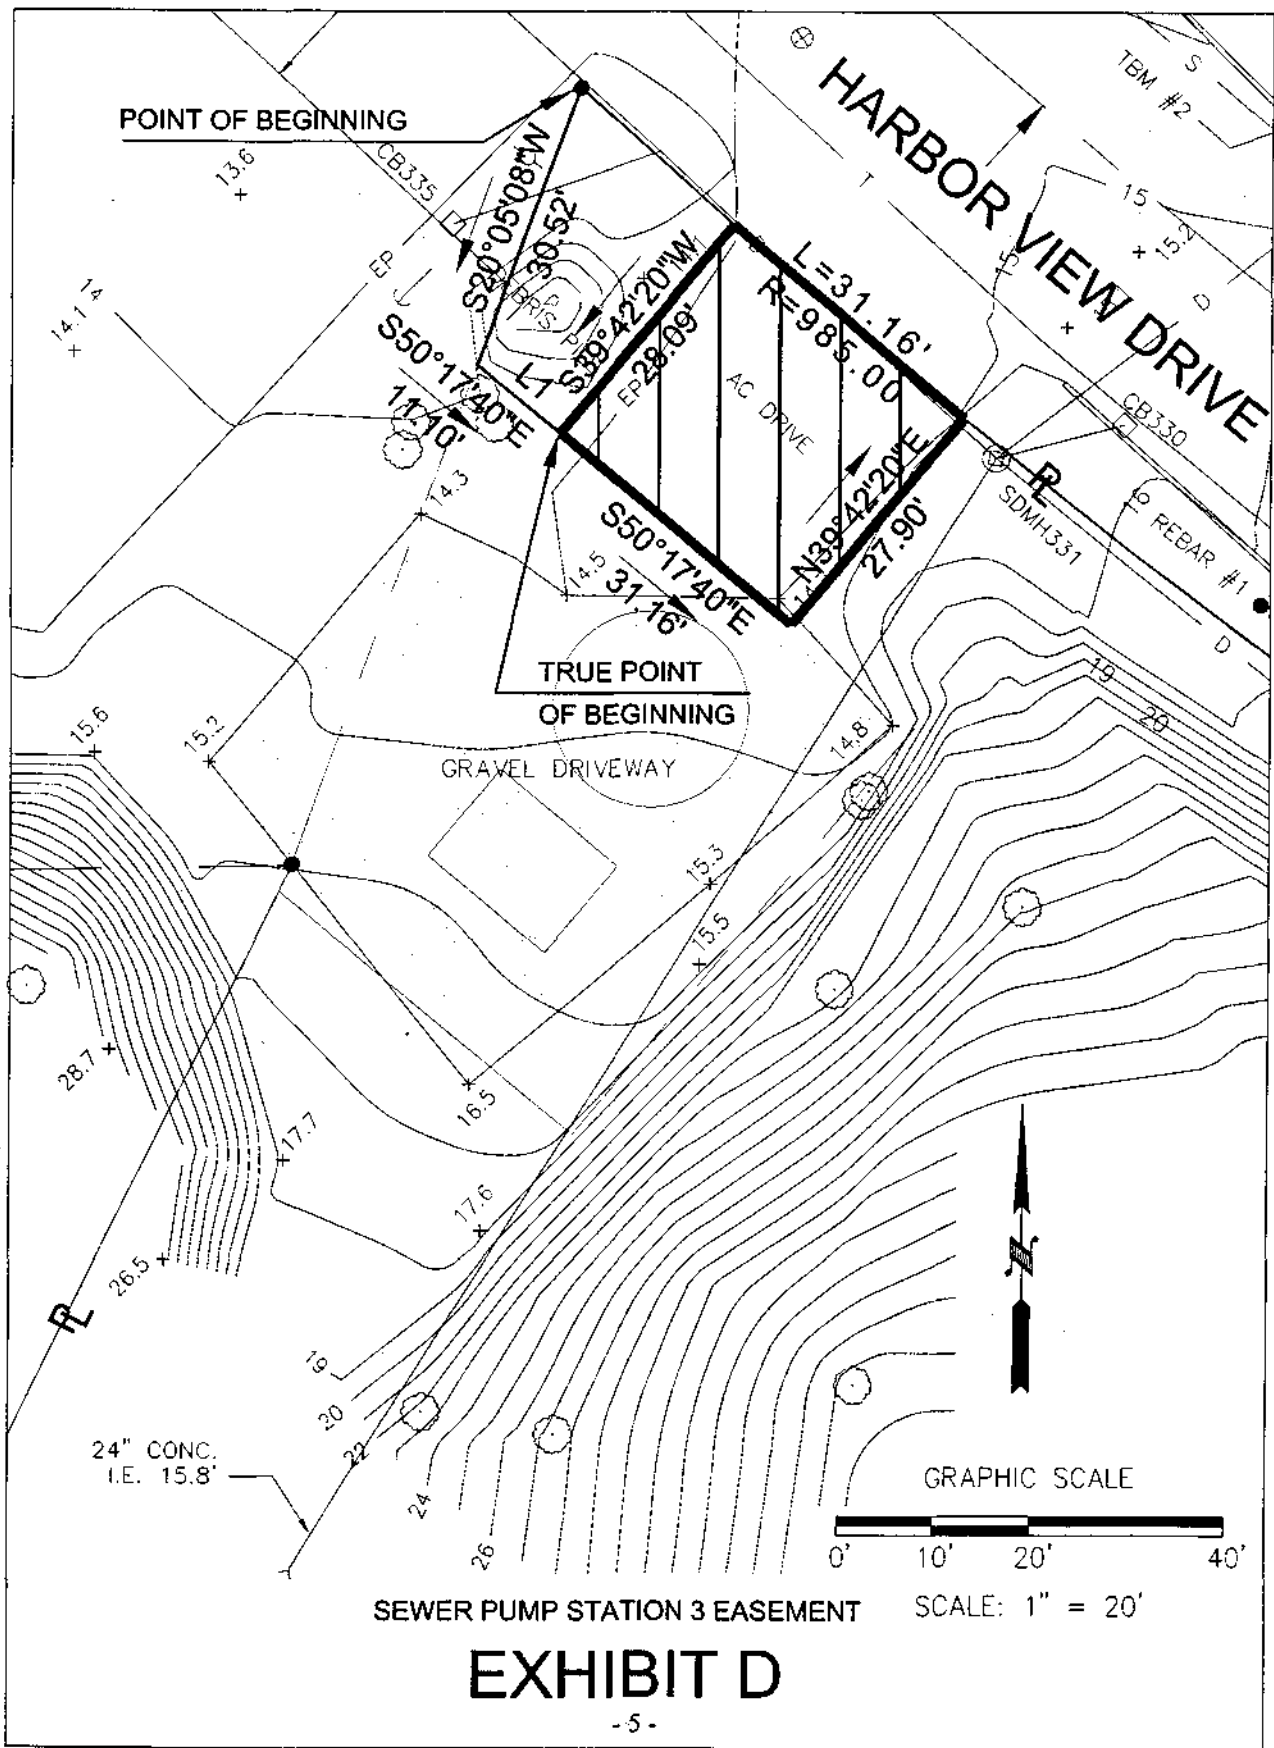 POINT OF BEGINNING
HARBOR VIEW DRIVE
TBM #2
S
T
D
15
15.2
15
CB335
13.6
EP
14
14.1
S20°05'08"W
30.52'
S39°42'20"W
28.09'
L=31.16'
R=985.00
S50°17'40"E
11.10'
L1
EP
AC DRIVE
N39°42'20"E
27.90'
CB330
SDMH331
REBAR #1
D
PL
14.3
14.5
S50°17'40"E
31.16'
TRUE POINT
OF BEGINNING
19
20
15.6
15.2
14.8
GRAVEL DRIVEWAY
15.3
15.5
28.7
16.5
17.7
17.6
26.5
PL
19
20
22
24
26
24" CONC.
I.E. 15.8'
N
GRAPHIC SCALE
0' 10' 20' 40'
SCALE: 1" = 20'
SEWER PUMP STATION 3 EASEMENT
EXHIBIT D
- 5 -